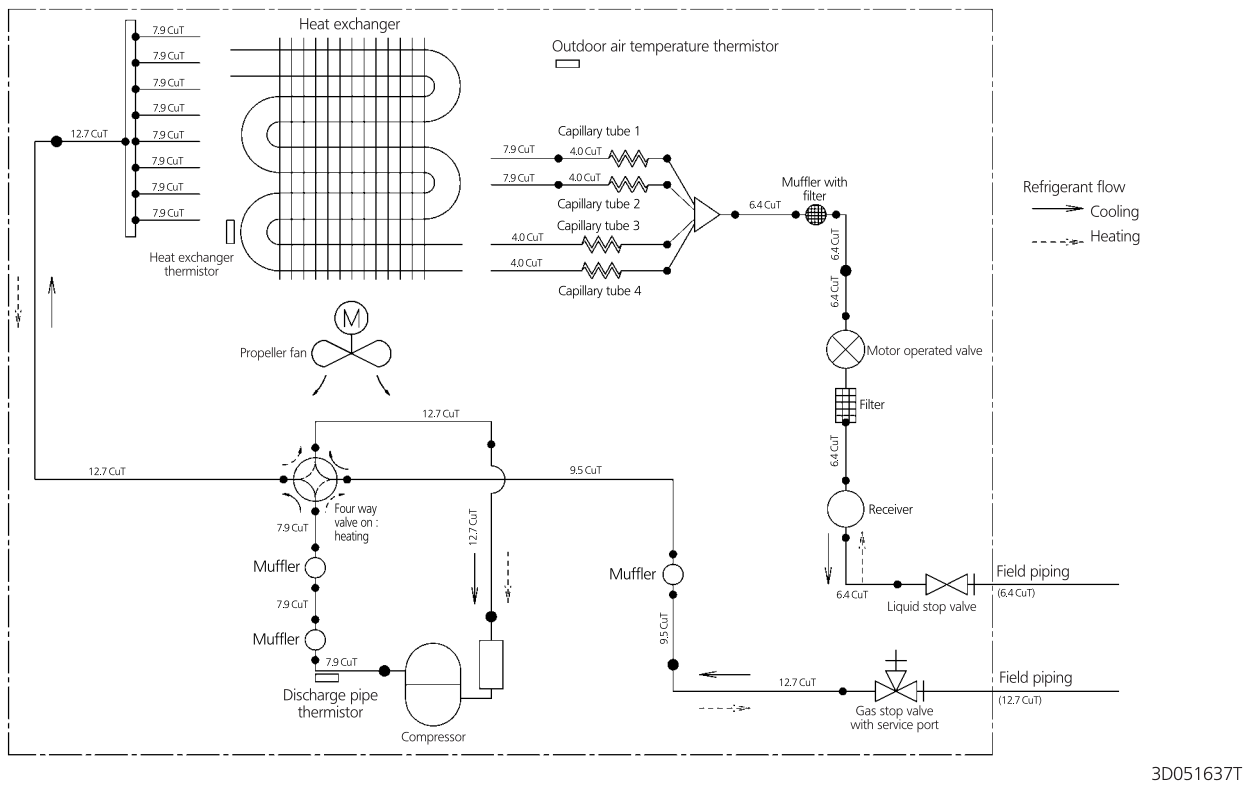 Heat exchanger
7.9 CuT
7.9 CuT
7.9 CuT
7.9 CuT
7.9 CuT
7.9 CuT
7.9 CuT
7.9 CuT
12.7 CuT
Outdoor air temperature thermistor
Capillary tube 1
7.9 CuT
4.0 CuT
7.9 CuT
4.0 CuT
Capillary tube 2
Capillary tube 3
4.0 CuT
4.0 CuT
Capillary tube 4
6.4 CuT
Muffler with
filter
6.4 CuT
6.4 CuT
Refrigerant flow
Cooling
Heating
Heat exchanger
thermistor
M
Propeller fan
Motor operated valve
Filter
6.4 CuT
Receiver
12.7 CuT
12.7 CuT
9.5 CuT
Four way
valve on :
heating
7.9 CuT
12.7 CuT
Muffler
7.9 CuT
Muffler
7.9 CuT
Discharge pipe
thermistor
Compressor
Muffler
9.5 CuT
6.4 CuT
Liquid stop valve
Field piping
(6.4 CuT)
12.7 CuT
Gas stop valve
with service port
Field piping
(12.7 CuT)
3D051637T